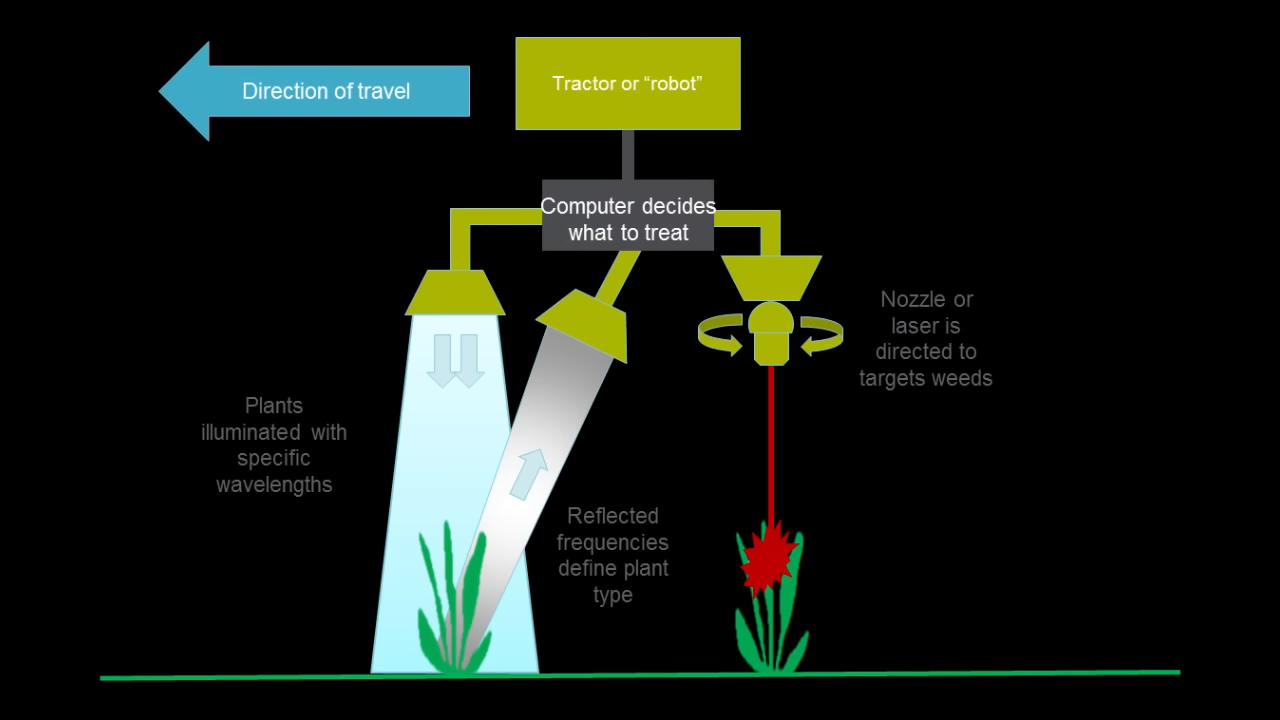 Direction of travel
Tractor or “robot”
Computer decides
what to treat
Nozzle or
laser is
directed to
targets weeds
Plants
illuminated with
specific
wavelengths
Reflected
frequencies
define plant
type